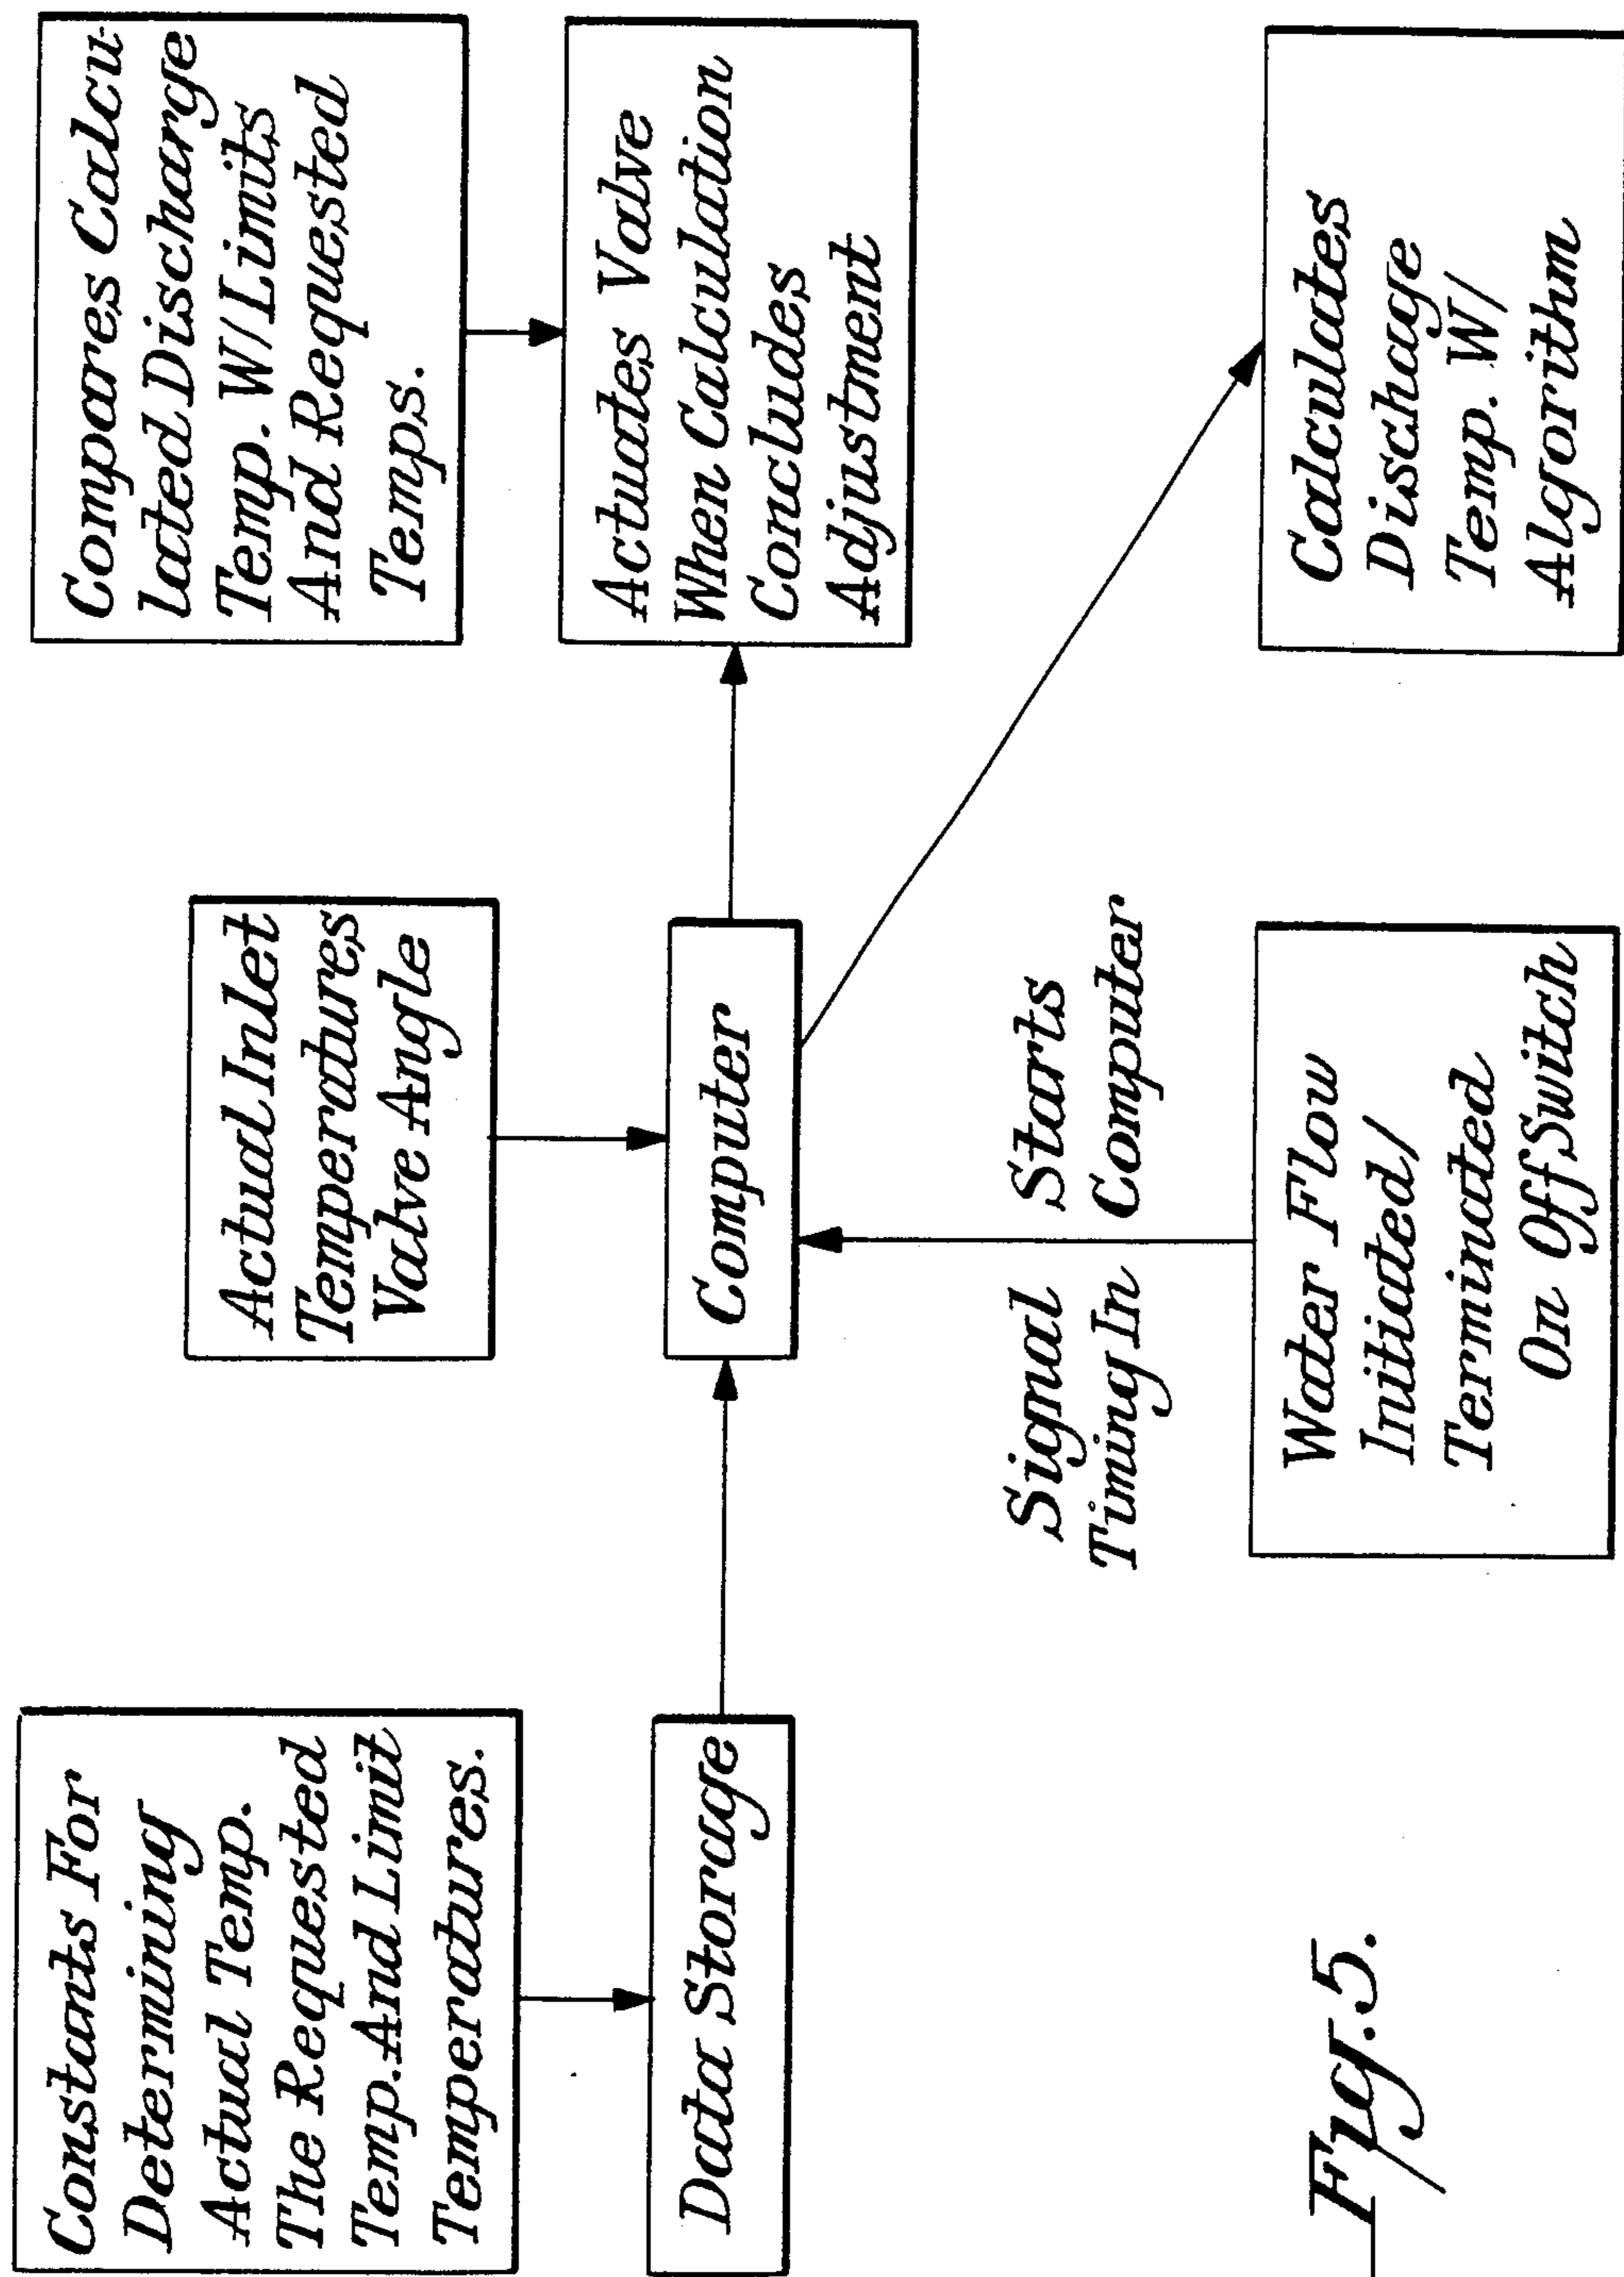 Constants For
Determining
Actual Temp.
The Requested
Temp. And Limit
Temperatures.
Data Storage
Actual Inlet
Temperatures
Valve Angle
Computer
Signal Starts
Timing In Computer
Water Flow
Initiated/
Terminated
On Off Switch
Compares Calcu-
lated Discharge
Temp. W/Limits
And Requested
Temps.
Actuates Valve
When Calculation
Concludes
Adjustment
Calculates
Dischage
Temp. W/
Algorithm
Fig. 5.